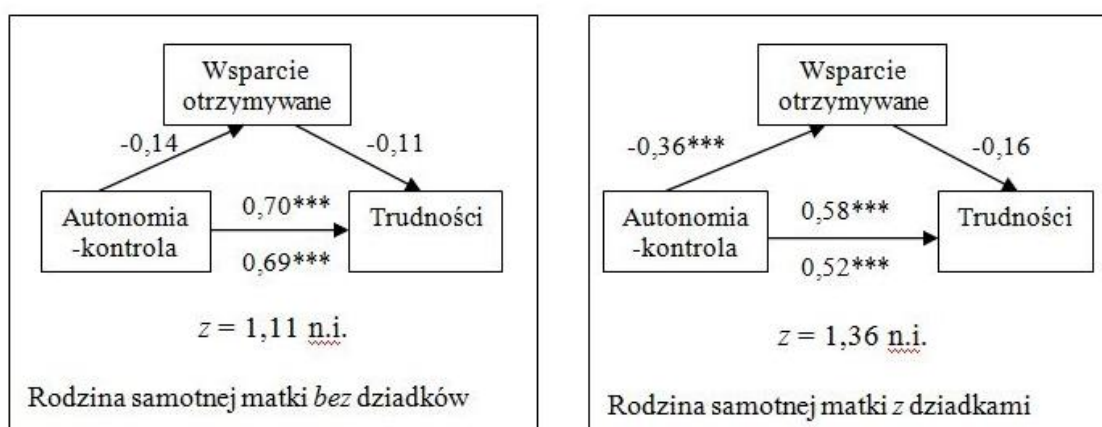 Wsparcie
otrzymywane
-0,14
-0,11
Autonomia
-kontrola
0,70***
0,69***
Trudności
z = 1,11 n.i.
Rodzina samotnej matki bez dziadków
Wsparcie
otrzymywane
-0,36***
-0,16
Autonomia
-kontrola
0,58***
0,52***
Trudności
z = 1,36 n.i.
Rodzina samotnej matki z dziadkami